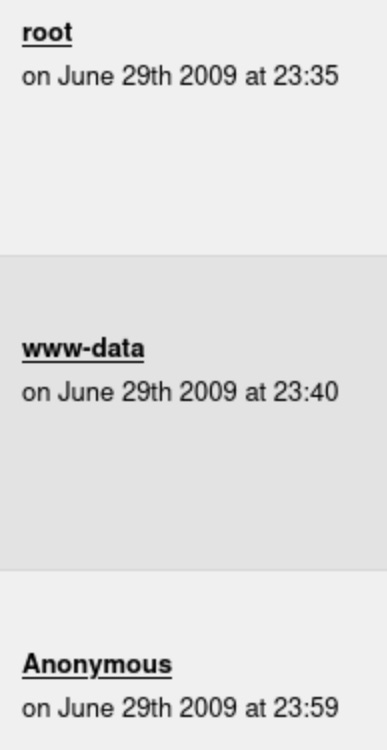 root
on June 29th 2009 at 23:35
www-data
on June 29th 2009 at 23:40
Anonymous
on June 29th 2009 at 23:59